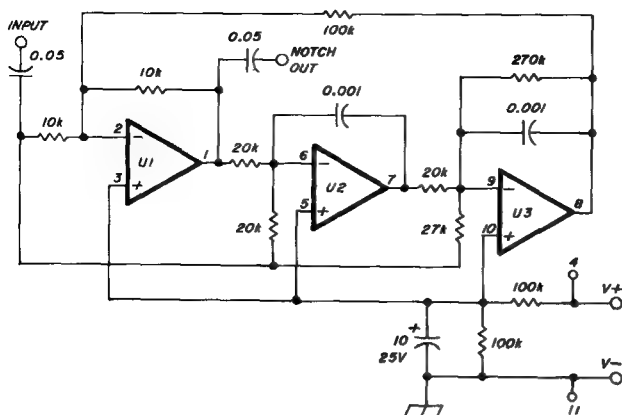 INPUT
0.05
100k
0.05
NOTCH OUT
10k
10k
270k
0.001
0.001
2
-
U1
1
3
+
20k
6
-
U2
7
5
+
20k
9
-
U3
8
10
+
20k
27k
4
100k
V+
+
10
25V
100k
V-
11